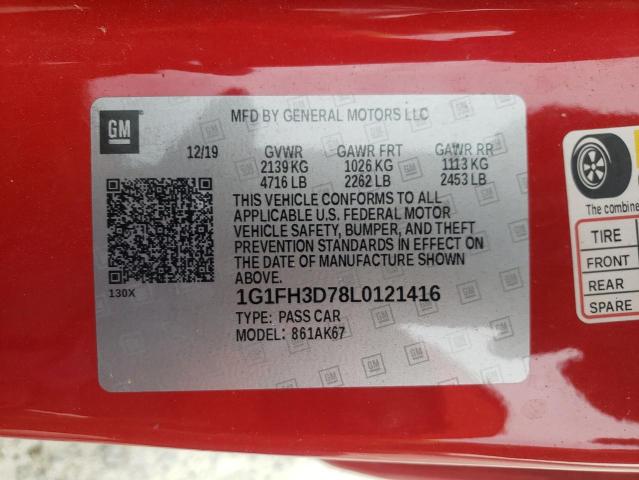 GM
MFD BY GENERAL MOTORS LLC
12/19 GVWR GAWR FRT GAWR RR
2139 KG 1026 KG 1113 KG
4716 LB 2262 LB 2453 LB
THIS VEHICLE CONFORMS TO ALL
APPLICABLE U.S. FEDERAL MOTOR
VEHICLE SAFETY, BUMPER, AND THEFT
PREVENTION STANDARDS IN EFFECT ON
THE DATE OF MANUFACTURE SHOWN
ABOVE.
130X
1G1FH3D78L0121416
TYPE: PASS CAR
MODEL: 861AK67
The combine
TIRE
FRONT
REAR
SPARE